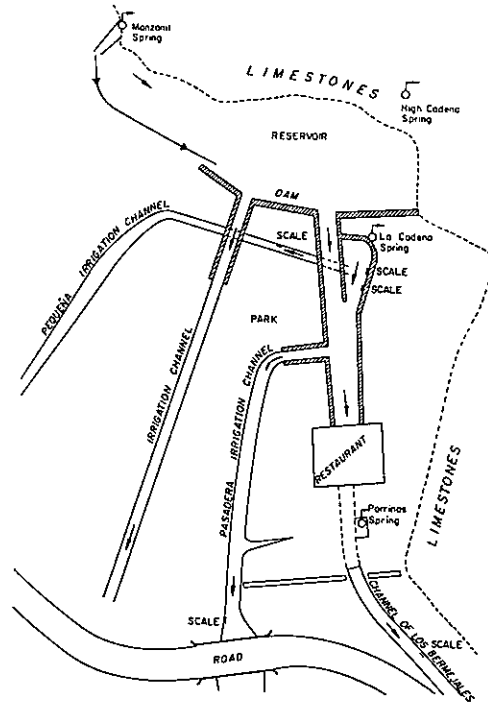 Manzanil
Spring
LIMESTONES
High Cadena
Spring
RESERVOIR
DAM
PEQUEÑA IRRIGATION CHANNEL
SCALE
La Cadena
Spring
SCALE
SCALE
PARK
IRRIGATION CHANNEL
PASADERA IRRIGATION CHANNEL
RESTAURANT
LIMESTONES
Porrinas
Spring
CHANNEL OF LOS BERMEJALES
SCALE
SCALE
ROAD